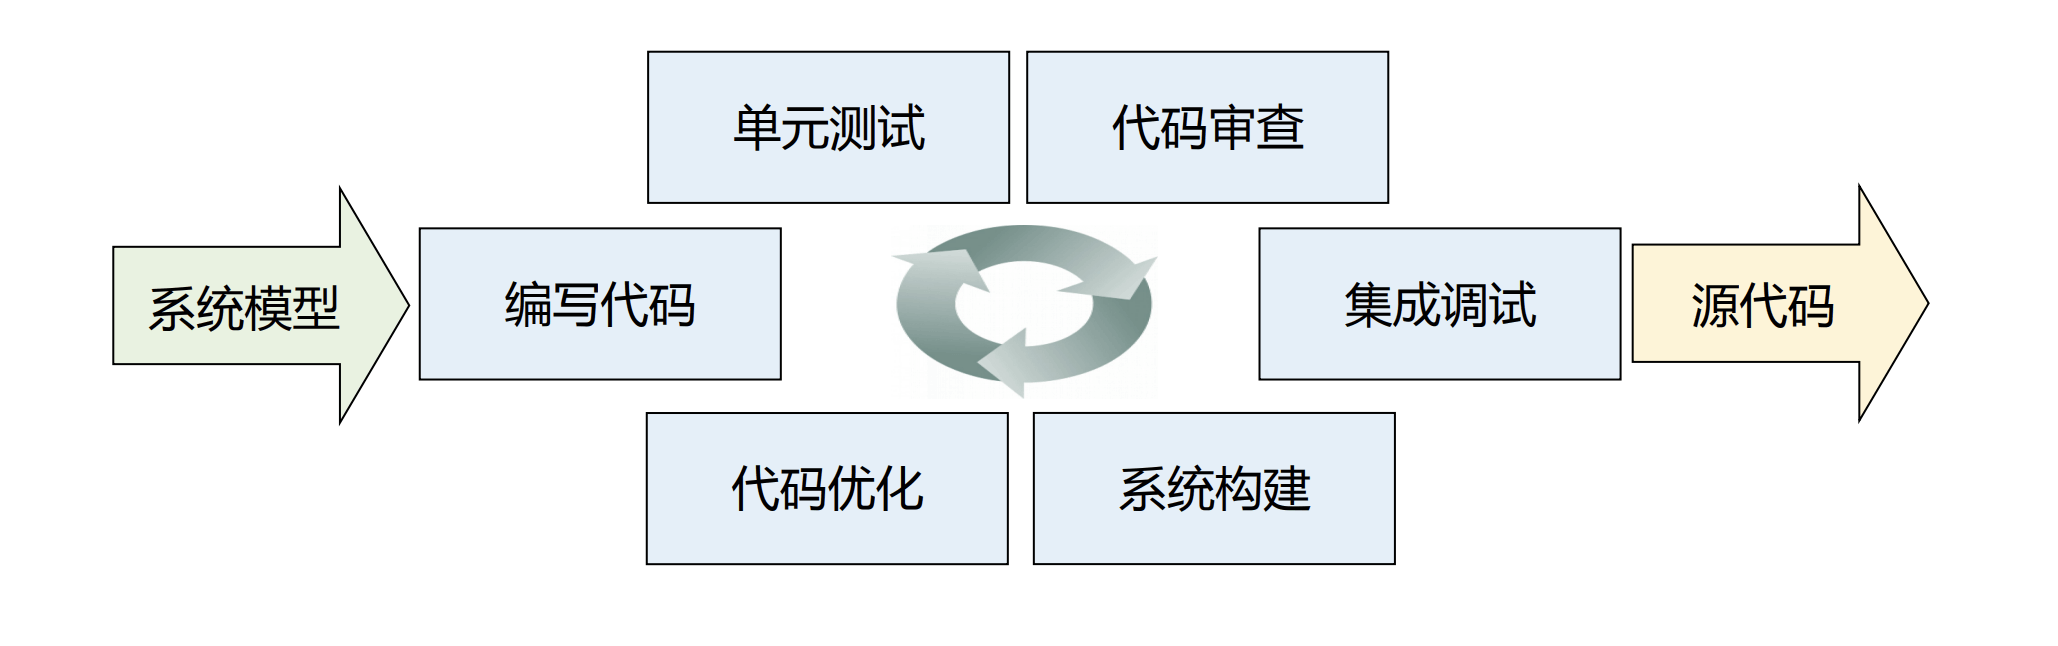 单元测试
代码审查
系统模型
编写代码
集成调试
源代码
代码优化
系统构建